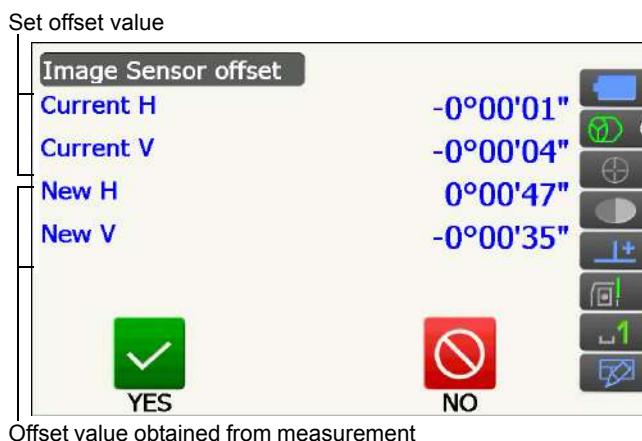 Set offset value
Image Sensor offset
Current H -0°00'01"
Current V -0°00'04"
New H 0°00'47"
New V -0°00'35"
1
YES NO
Offset value obtained from measurement